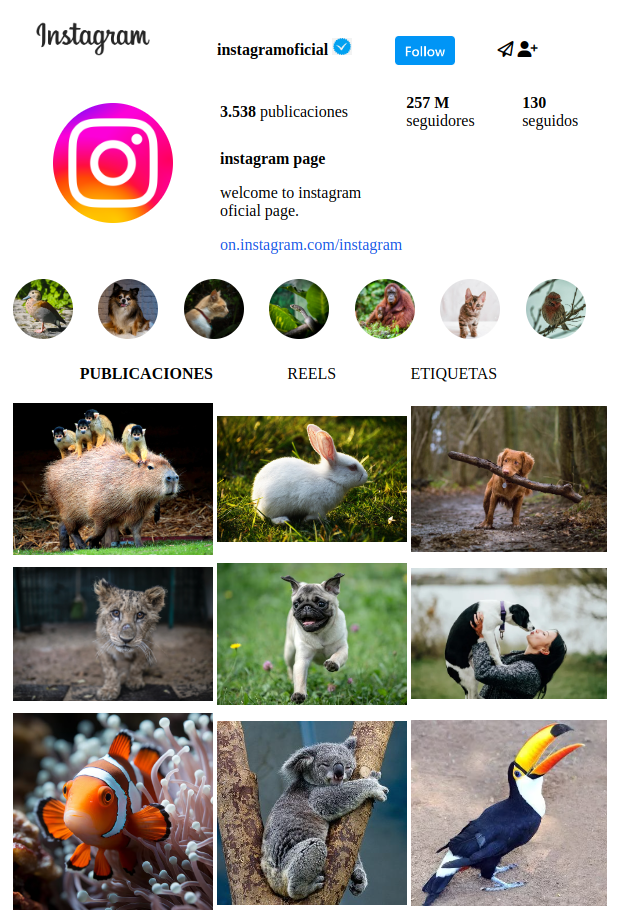 Instagram
instagramoficial
Follow
3.538 publicaciones
257 M
seguidores
130
seguidos
instagram page
welcome to instagram
oficial page.
on.instagram.com/instagram
PUBLICACIONES
REELS
ETIQUETAS